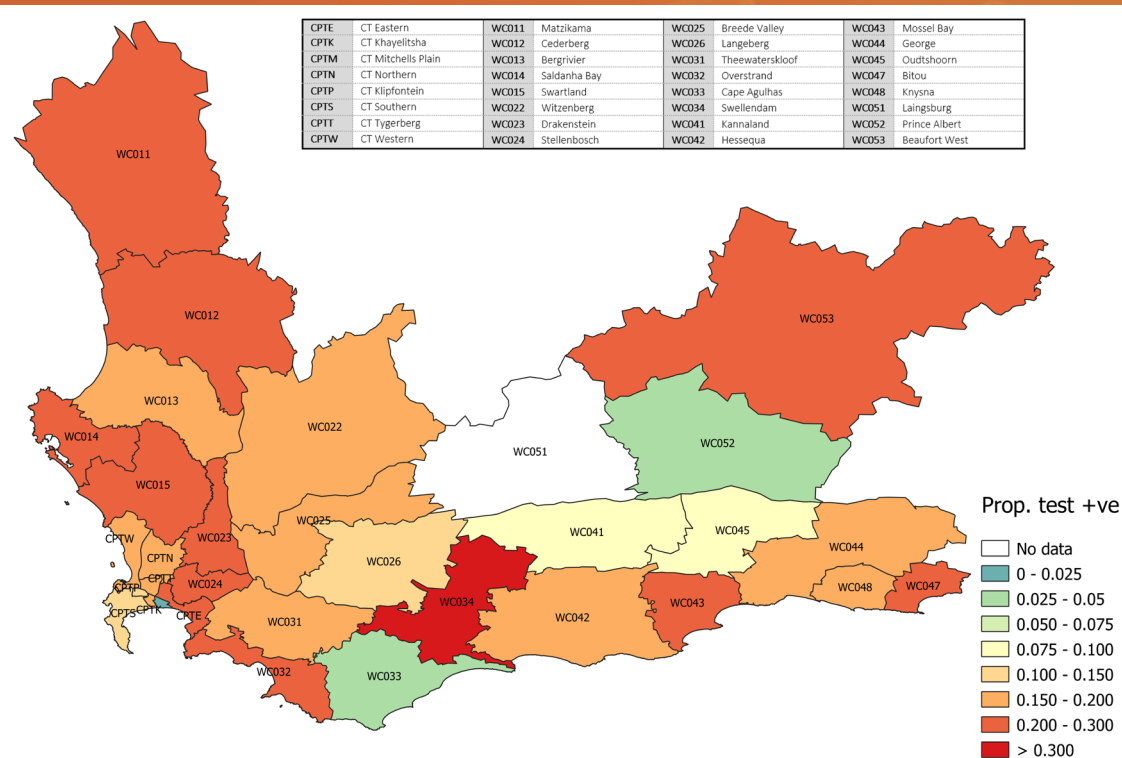 CPTE CT Eastern WC011 Matzikama WC025 Breede Valley WC043 Mossel Bay
CPTK CT Khayelitsha WC012 Cederberg WC026 Langeberg WC044 George
CPTM CT Mitchells Plain WC013 Bergrivier WC031 Theewaterskloof WC045 Oudtshoorn
CPTN CT Northern WC014 Saldanha Bay WC032 Overstrand WC047 Bitou
CPTP CT Klipfontein WC015 Swartland WC033 Cape Agulhas WC048 Knysna
CPTS CT Southern WC022 Witzenberg WC034 Swellendam WC051 Laingsburg
CPTT CT Tygerberg WC023 Drakenstein WC041 Kannaland WC052 Prince Albert
CPTW CT Western WC024 Stellenbosch WC042 Hessequa WC053 Beaufort West
WC011
WC012
WC053
WC013
WC022
WC014
WC052
WC051
WC015
WC025
WC041
WC045
CPTW
WC023
WC044
CPTN
WC026
CPTT
WC024
CPTP
WC048
WC047
WC034
WC043
CPTS
CPTK
CPTE
WC031
WC042
WC032
WC033
Prop. test +ve
No data
0 - 0.025
0.025 - 0.05
0.050 - 0.075
0.075 - 0.100
0.100 - 0.150
0.150 - 0.200
0.200 - 0.300
> 0.300